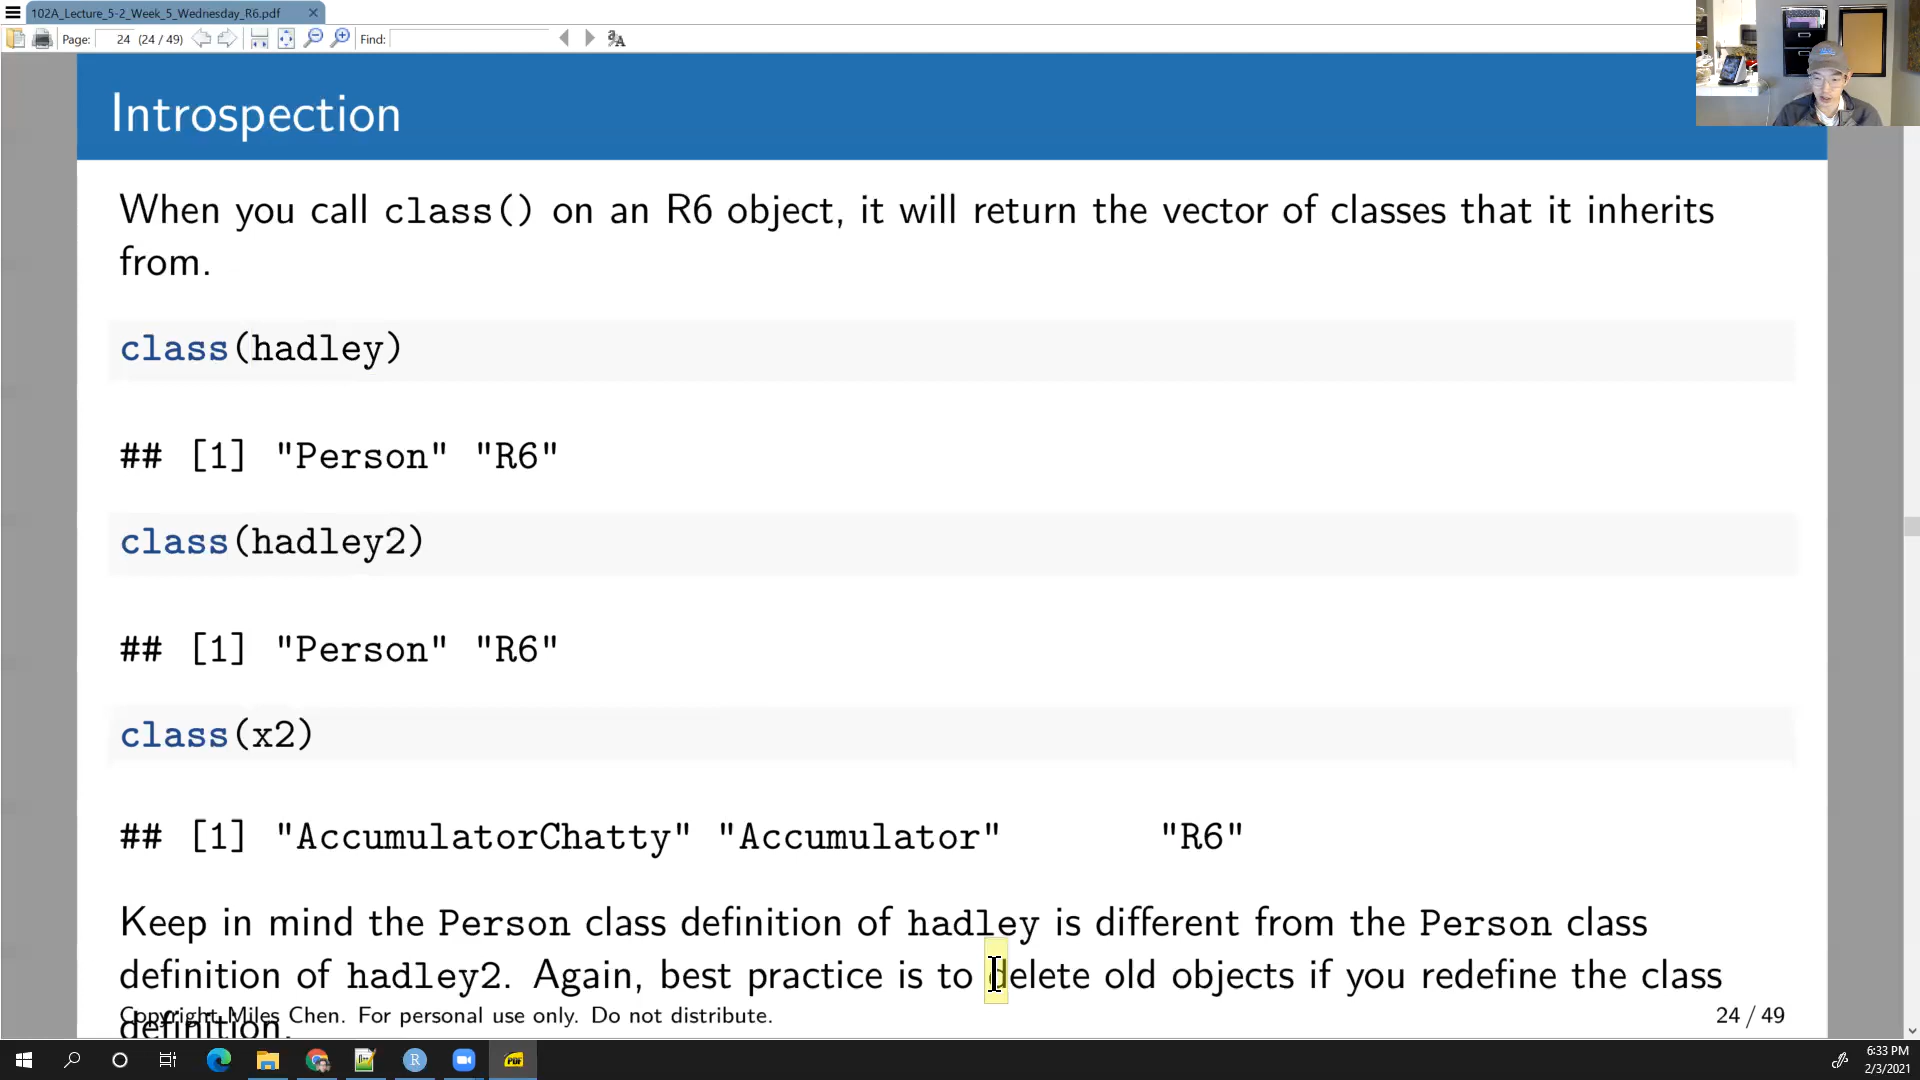 102A_Lecture_5-2_Week_5_Wednesday_R6.pdf
Page: 24 (24 / 49) Find:
Introspection
When you call class() on an R6 object, it will return the vector of classes that it inherits
from.
class(hadley)
## [1] "Person" "R6"
class(hadley2)
## [1] "Person" "R6"
class(x2)
## [1] "AccumulatorChatty" "Accumulator" "R6"
Keep in mind the Person class definition of hadley is different from the Person class
definition of hadley2. Again, best practice is to delete old objects if you redefine the class
definition.
Copyright Miles Chen. For personal use only. Do not distribute.
24 / 49
6:33 PM
2/3/2021